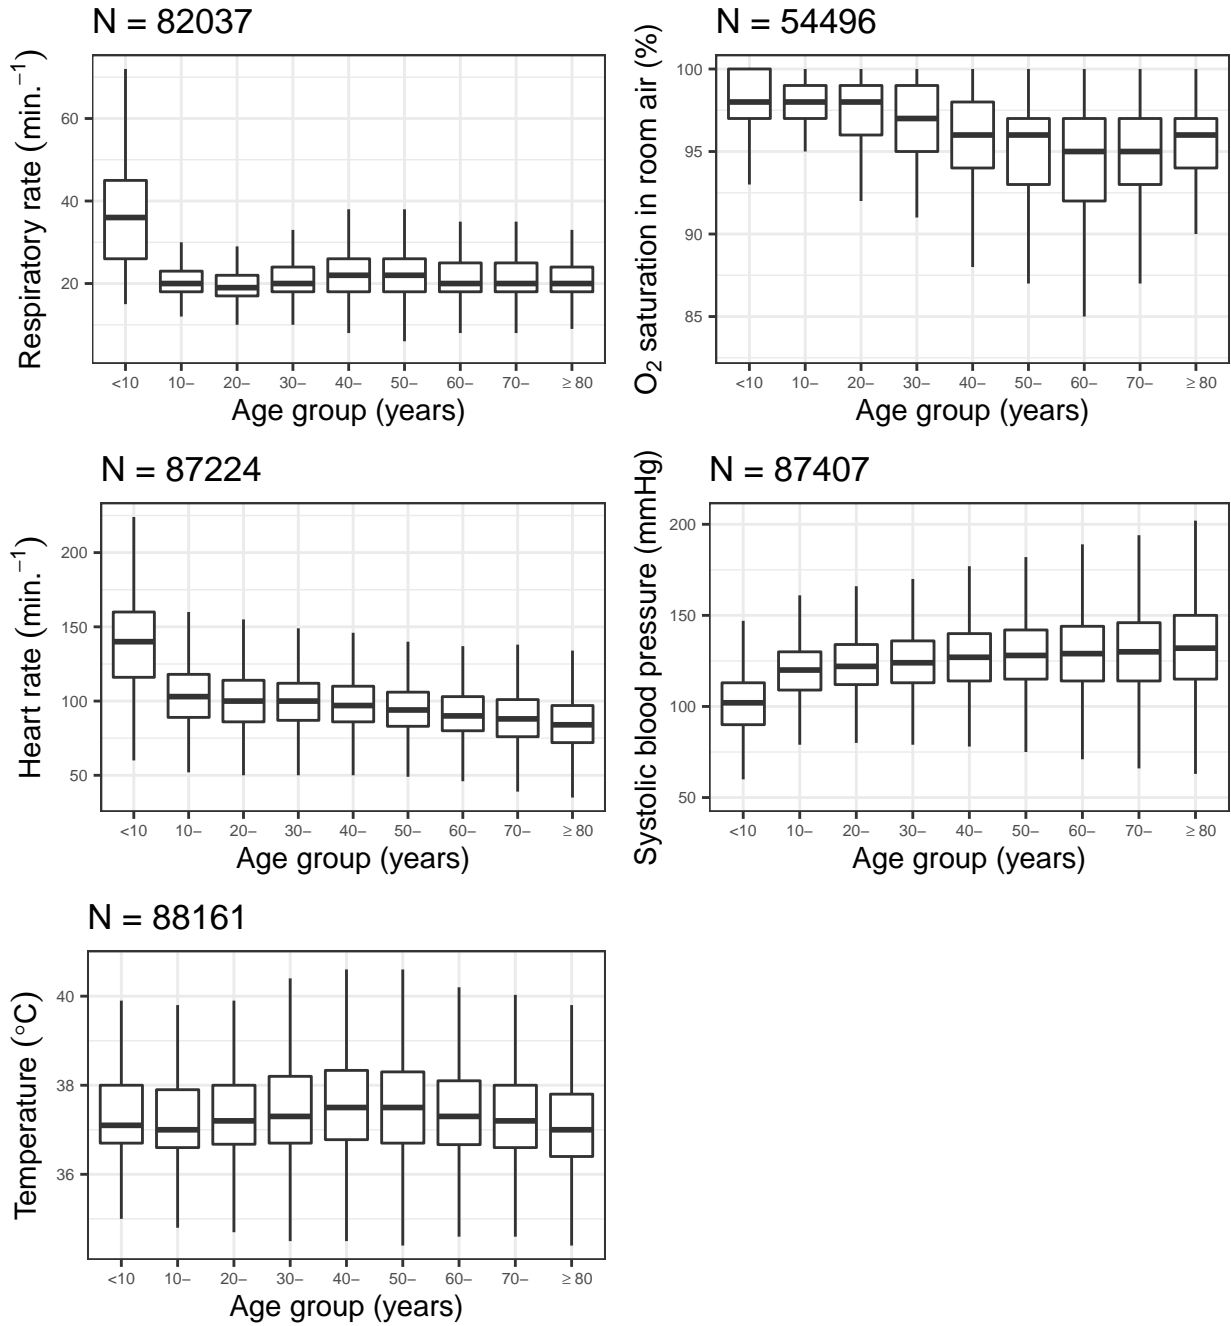 N = 82037
Respiratory rate (min.⁻¹)
60
40
20
<10 10− 20− 30− 40− 50− 60− 70− ≥ 80
Age group (years)
N = 54496
O₂ saturation in room air (%)
100
95
90
85
<10 10− 20− 30− 40− 50− 60− 70− ≥ 80
Age group (years)
N = 87224
Heart rate (min.⁻¹)
200
150
100
50
<10 10− 20− 30− 40− 50− 60− 70− ≥ 80
Age group (years)
N = 87407
Systolic blood pressure (mmHg)
200
150
100
50
<10 10− 20− 30− 40− 50− 60− 70− ≥ 80
Age group (years)
N = 88161
Temperature (°C)
40
38
36
<10 10− 20− 30− 40− 50− 60− 70− ≥ 80
Age group (years)